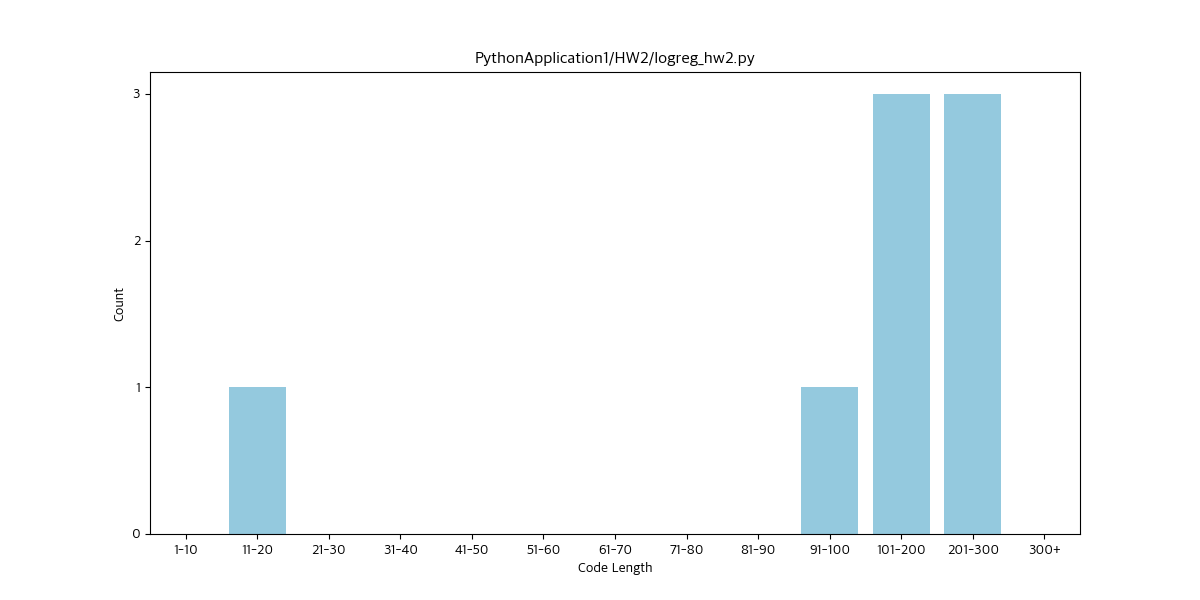 PythonApplication1/HW2/logreg_hw2.py
3
2
1
0
Count
1-10 11-20 21-30 31-40 41-50 51-60 61-70 71-80 81-90 91-100 101-200 201-300 300+
Code Length